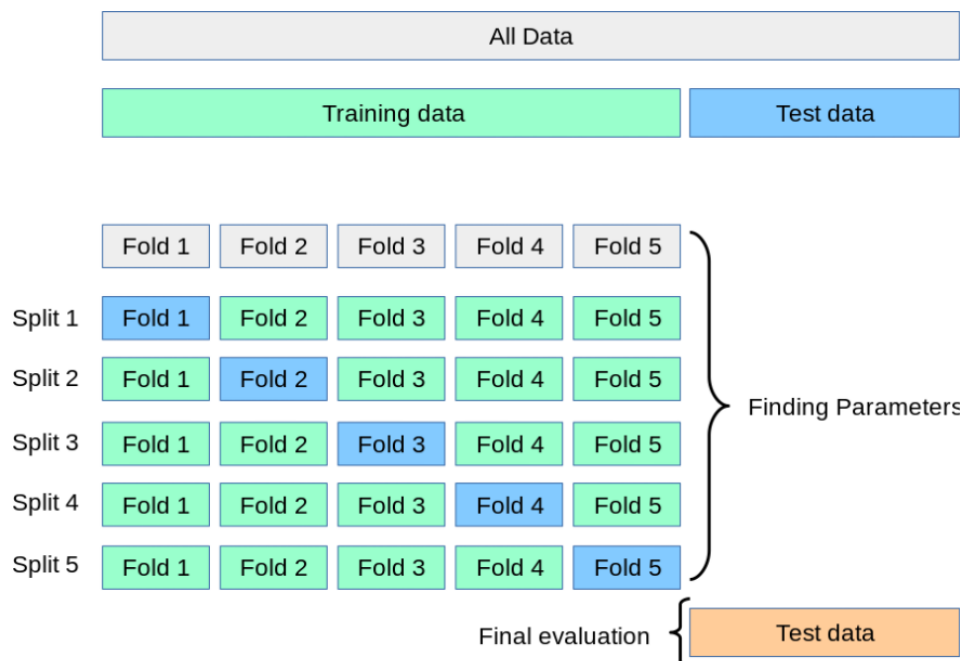 All Data
Training data Test data
Fold 1 Fold 2 Fold 3 Fold 4 Fold 5
Split 1 Fold 1 Fold 2 Fold 3 Fold 4 Fold 5
Split 2 Fold 1 Fold 2 Fold 3 Fold 4 Fold 5
Finding Parameters
Split 3 Fold 1 Fold 2 Fold 3 Fold 4 Fold 5
Split 4 Fold 1 Fold 2 Fold 3 Fold 4 Fold 5
Split 5 Fold 1 Fold 2 Fold 3 Fold 4 Fold 5
Final evaluation Test data